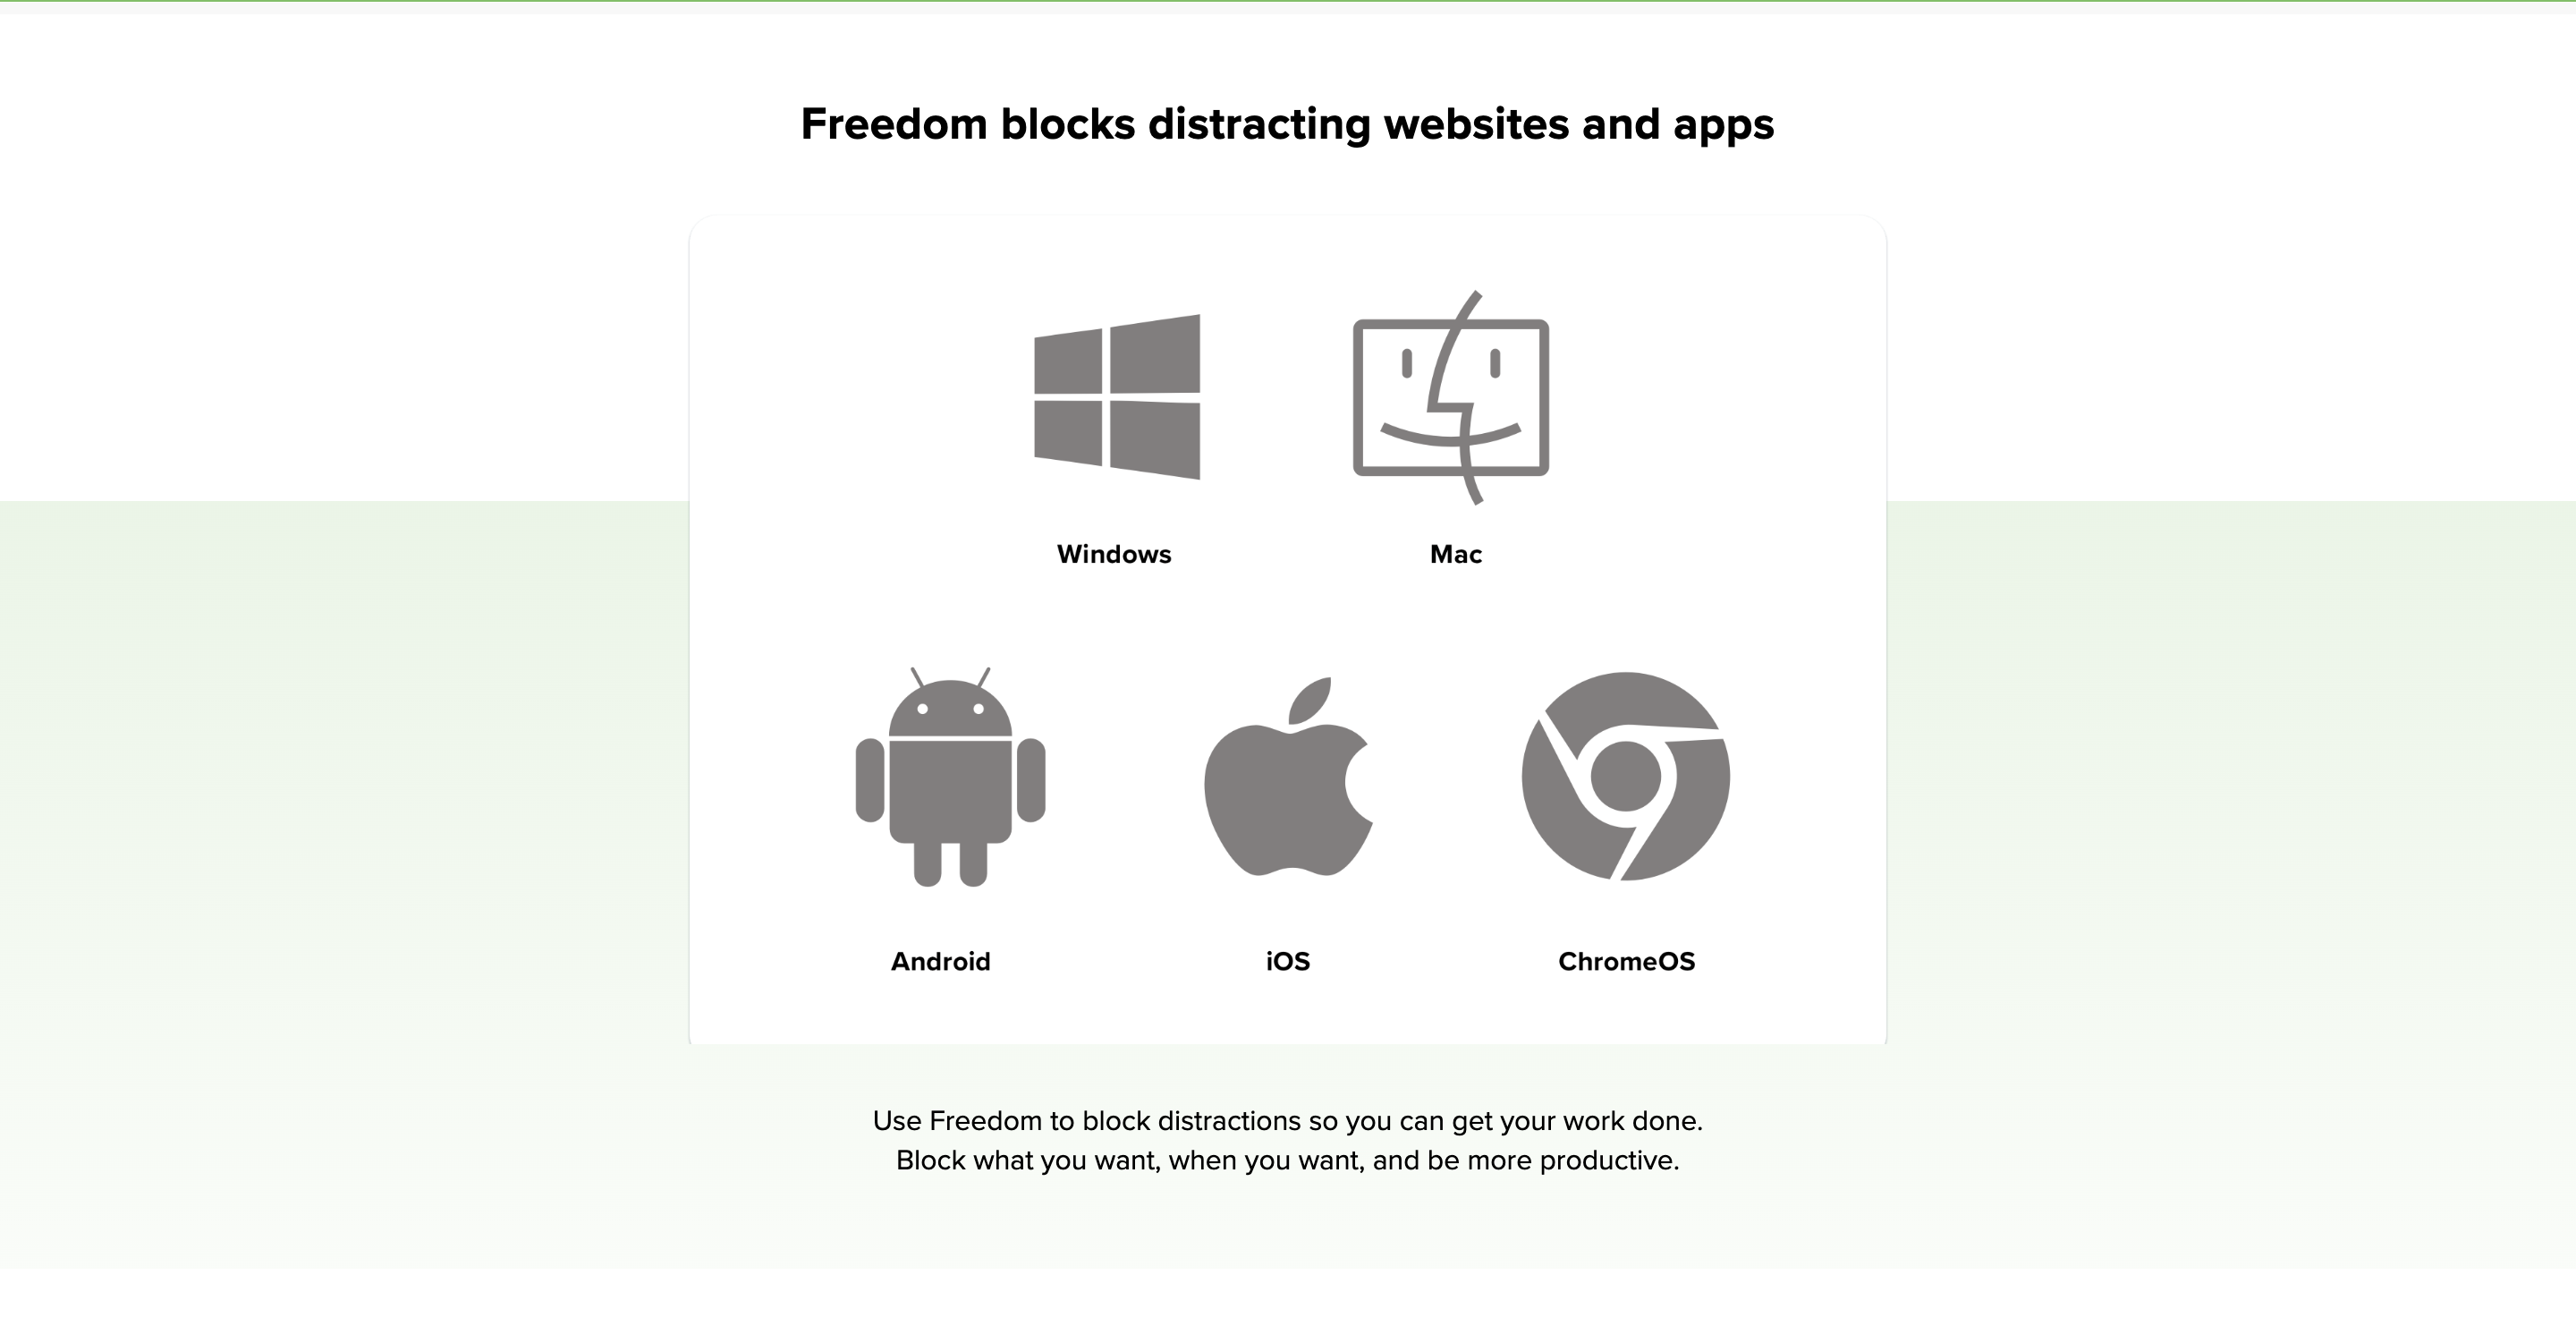 Freedom blocks distracting websites and apps
Windows
Mac
Android
iOS
ChromeOS
Use Freedom to block distractions so you can get your work done.
Block what you want, when you want, and be more productive.